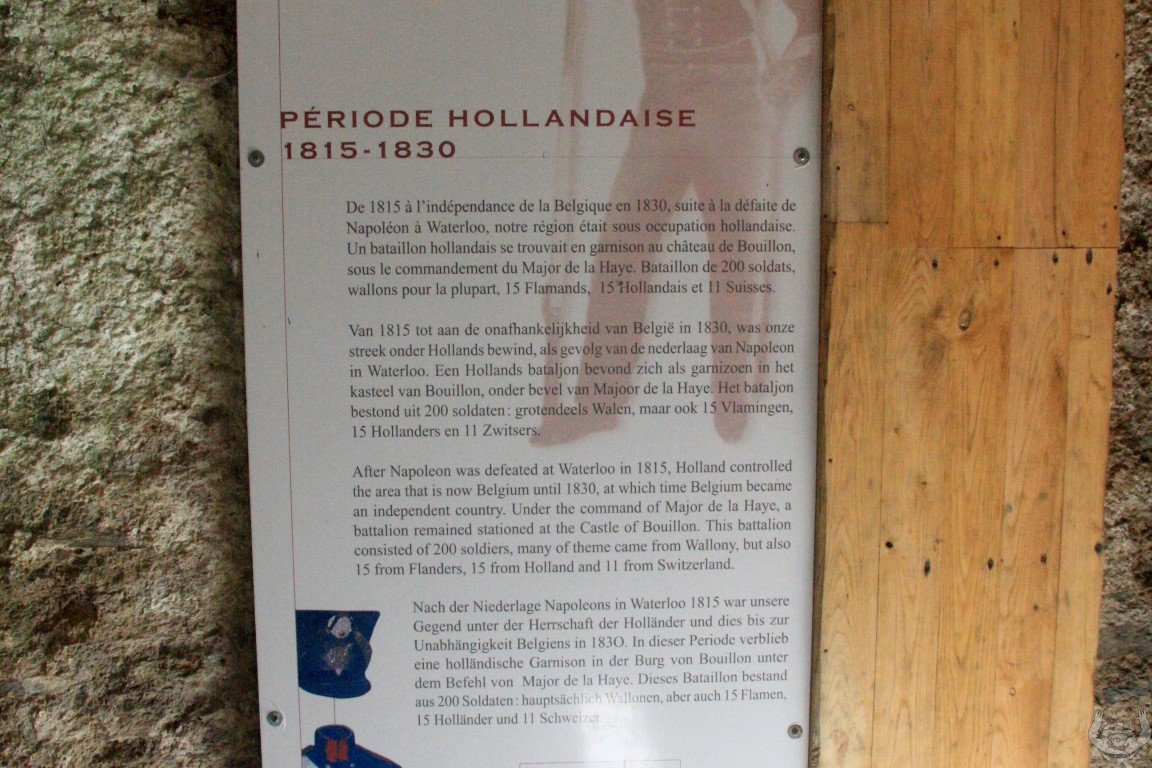 PÉRIODE HOLLANDAISE
1815-1830
De 1815 à l'indépendance de la Belgique en 1830, suite à la défaite de
Napoléon à Waterloo, notre région était sous occupation hollandaise.
Un bataillon hollandais se trouvait en garnison au château de Bouillon,
sous le commandement du Major de la Haye. Bataillon de 200 soldats,
wallons pour la plupart, 15 Flamands, 15 Hollandais et 11 Suisses.
Van 1815 tot aan de onafhankelijkheid van België in 1830, was onze
streek onder Hollands bewind, als gevolg van de nederlaag van Napoleon
in Waterloo. Een Hollands bataljon bevond zich als garnizoen in het
kasteel van Bouillon, onder bevel van Majoor de la Haye. Het bataljon
bestond uit 200 soldaten : grotendeels Walen, maar ook 15 Vlamingen,
15 Hollanders en 11 Zwitsers.
After Napoleon was defeated at Waterloo in 1815, Holland controlled
the area that is now Belgium until 1830, at which time Belgium became
an independent country. Under the command of Major de la Haye, a
battalion remained stationed at the Castle of Bouillon. This battalion
consisted of 200 soldiers, many of theme came from Wallony, but also
15 from Flanders, 15 from Holland and 11 from Switzerland.
Nach der Niederlage Napoleons in Waterloo 1815 war unsere
Gegend unter der Herrschaft der Holländer und dies bis zur
Unabhängigkeit Belgiens in 183O. In dieser Periode verblieb
eine holländische Garnison in der Burg von Bouillon unter
dem Befehl von Major de la Haye. Dieses Bataillon bestand
aus 200 Soldaten : hauptsächlich Wallonen, aber auch 15 Flamen,
15 Holländer und 11 Schweizer.